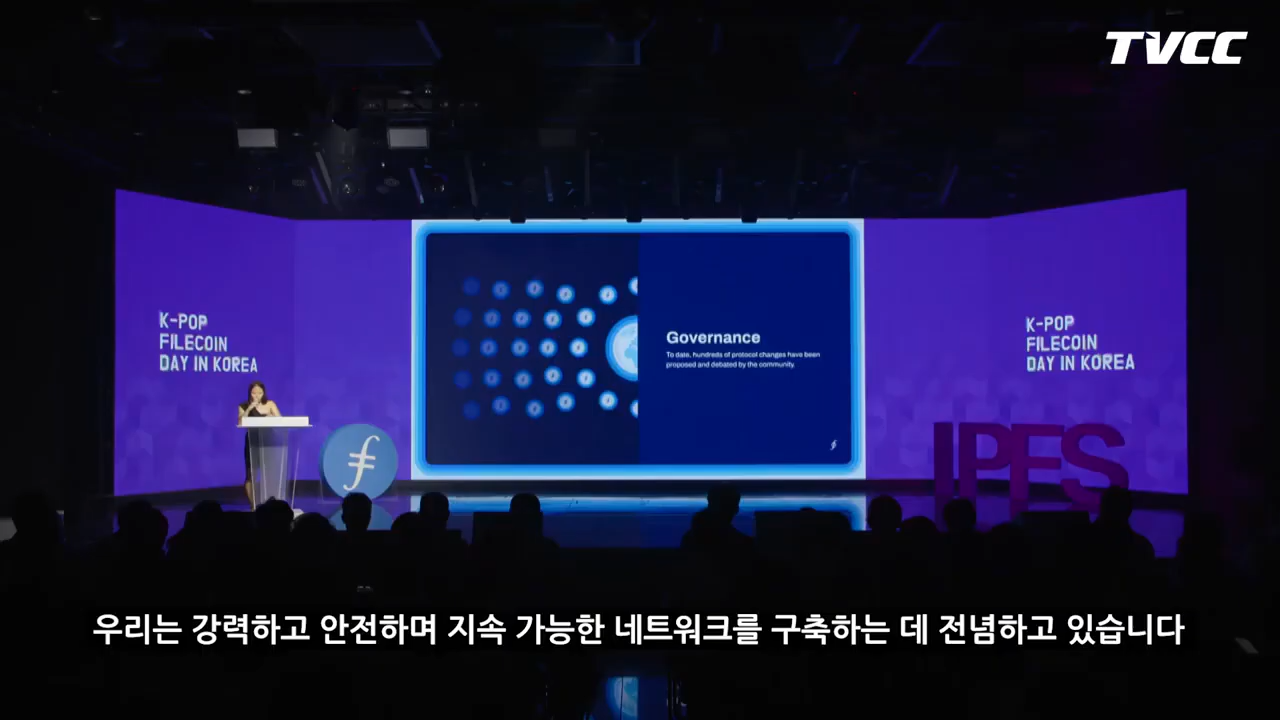 TVCC
K-POP
FILECOIN
DAY IN KOREA
Governance
To date, hundreds of protocol changes have been
proposed and debated by the community.
K-POP
FILECOIN
DAY IN KOREA
IPFS
우리는 강력하고 안전하며 지속 가능한 네트워크를 구축하는 데 전념하고 있습니다